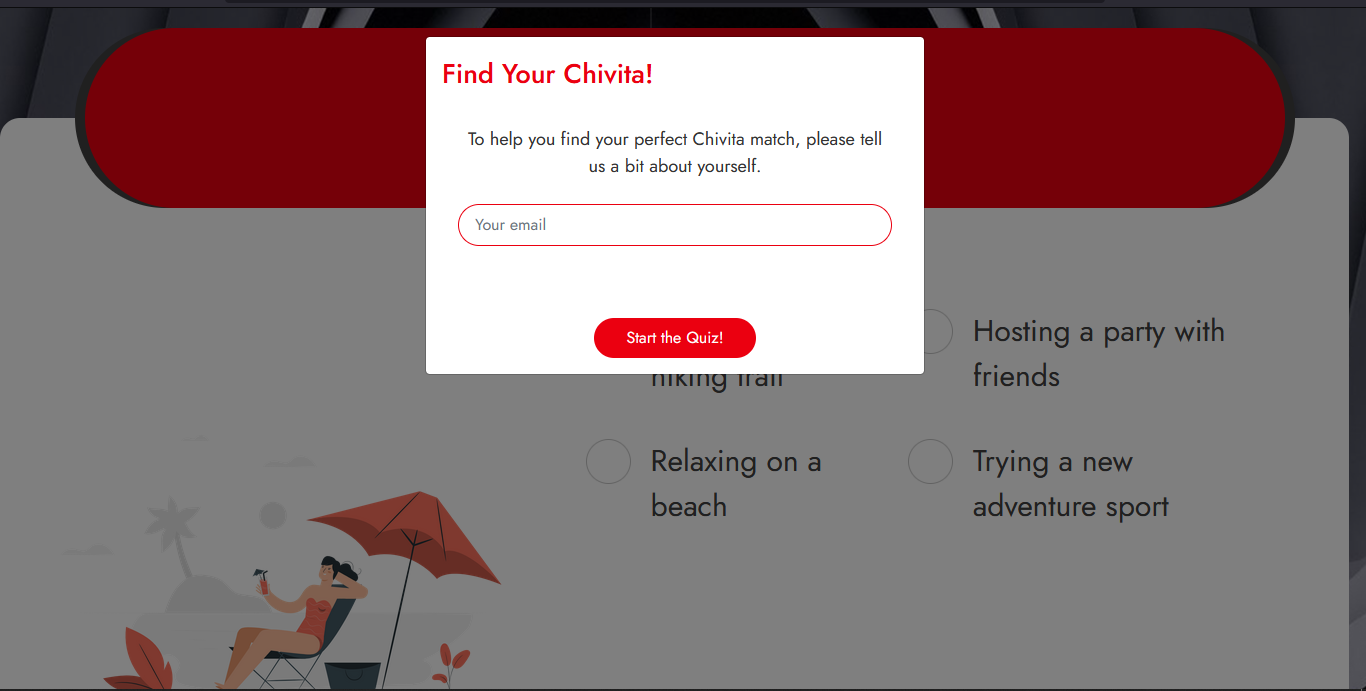 Find Your Chivita!
To help you find your perfect Chivita match, please tell
us a bit about yourself.
Your email
Start the Quiz!
hiking trail
Hosting a party with
friends
Relaxing on a
beach
Trying a new
adventure sport